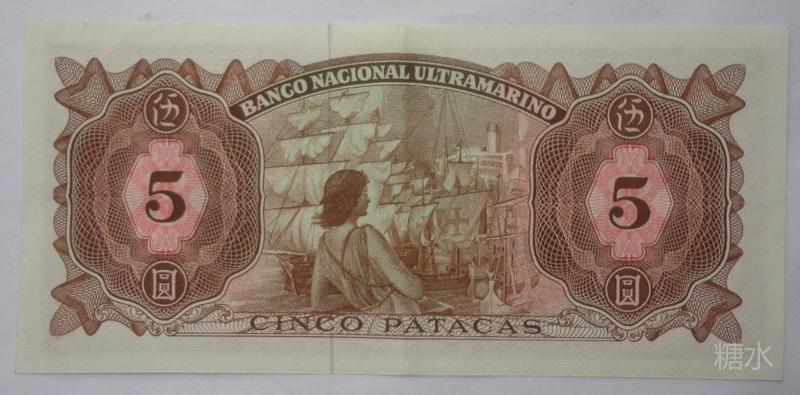 BANCO NACIONAL ULTRAMARINO
伍 伍
5 5
圓 圓
CINCO PATACAS
糖水